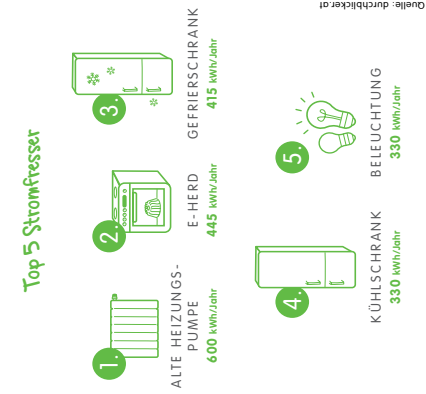 Top 5 Stromfresser
1.
ALTE HEIZUNGS-
PUMPE
600 kWh/Jahr
2.
E-HERD
445 kWh/Jahr
3.
GEFRIERSCHRANK
415 kWh/Jahr
4.
KÜHLSCHRANK
330 kWh/Jahr
5.
BELEUCHTUNG
330 kWh/Jahr
Quelle: durchblicker.at